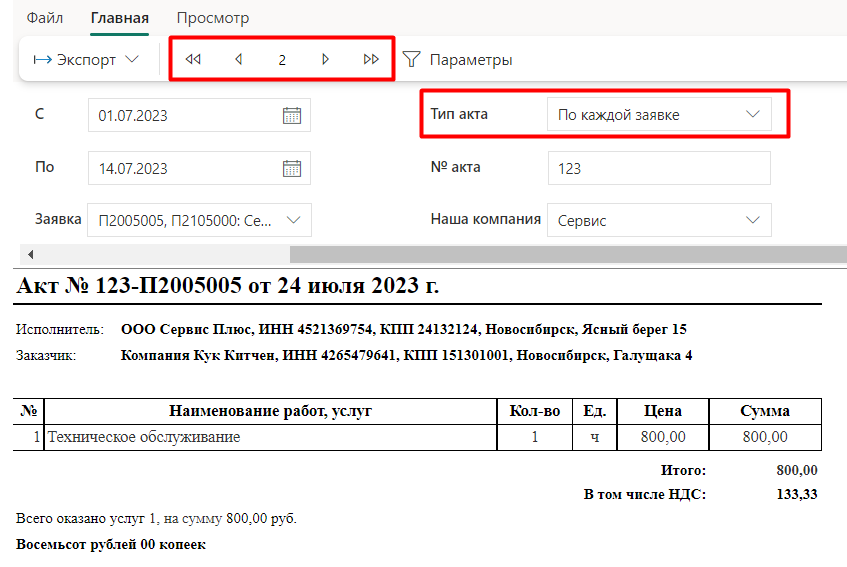 Файл Главная Просмотр
Экспорт 2 Параметры
С 01.07.2023 Тип акта По каждой заявке
По 14.07.2023 № акта 123
Заявка П2005005, П2105000: Се... Наша компания Сервис
Акт № 123-П2005005 от 24 июля 2023 г.
Исполнитель: ООО Сервис Плюс, ИНН 4521369754, КПП 24132124, Новосибирск, Ясный берег 15
Заказчик: Компания Кук Китчен, ИНН 4265479641, КПП 151301001, Новосибирск, Галущака 4
№ Наименование работ, услуг Кол-во Ед. Цена Сумма
1 Техническое обслуживание 1 ч 800,00 800,00
Итого: 800,00
В том числе НДС: 133,33
Всего оказано услуг 1, на сумму 800,00 руб.
Восемьсот рублей 00 копеек